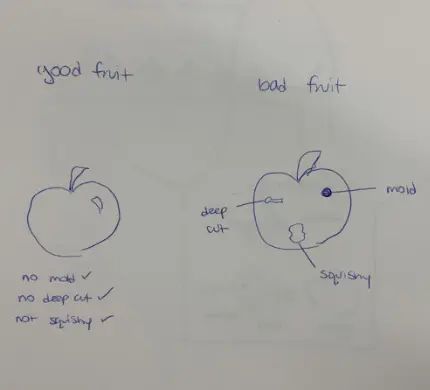 good fruit
no mold ✓
no deep cut ✓
not squishy ✓
bad fruit
deep
cut
mold
squishy